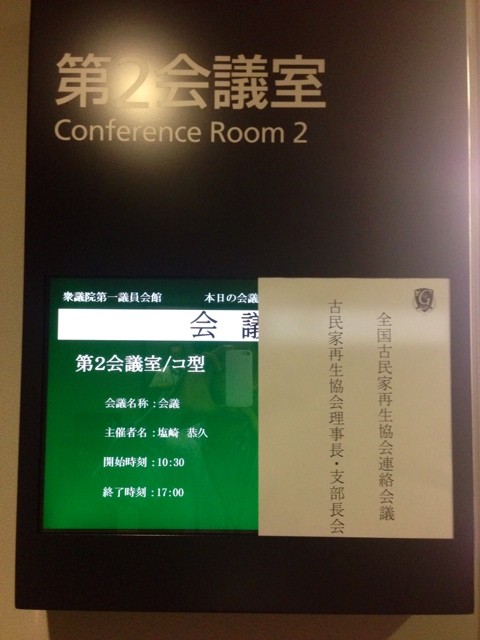 第2会議室
Conference Room 2
衆議院第一議員会館 本日の会議
会 議
第2会議室/コ型
会議名称:会議
主催者名:塩崎 恭久
開始時刻:10:30
終了時刻:17:00
G
全国古民家再生協会連絡会議
古民家再生協会理事長・支部長会